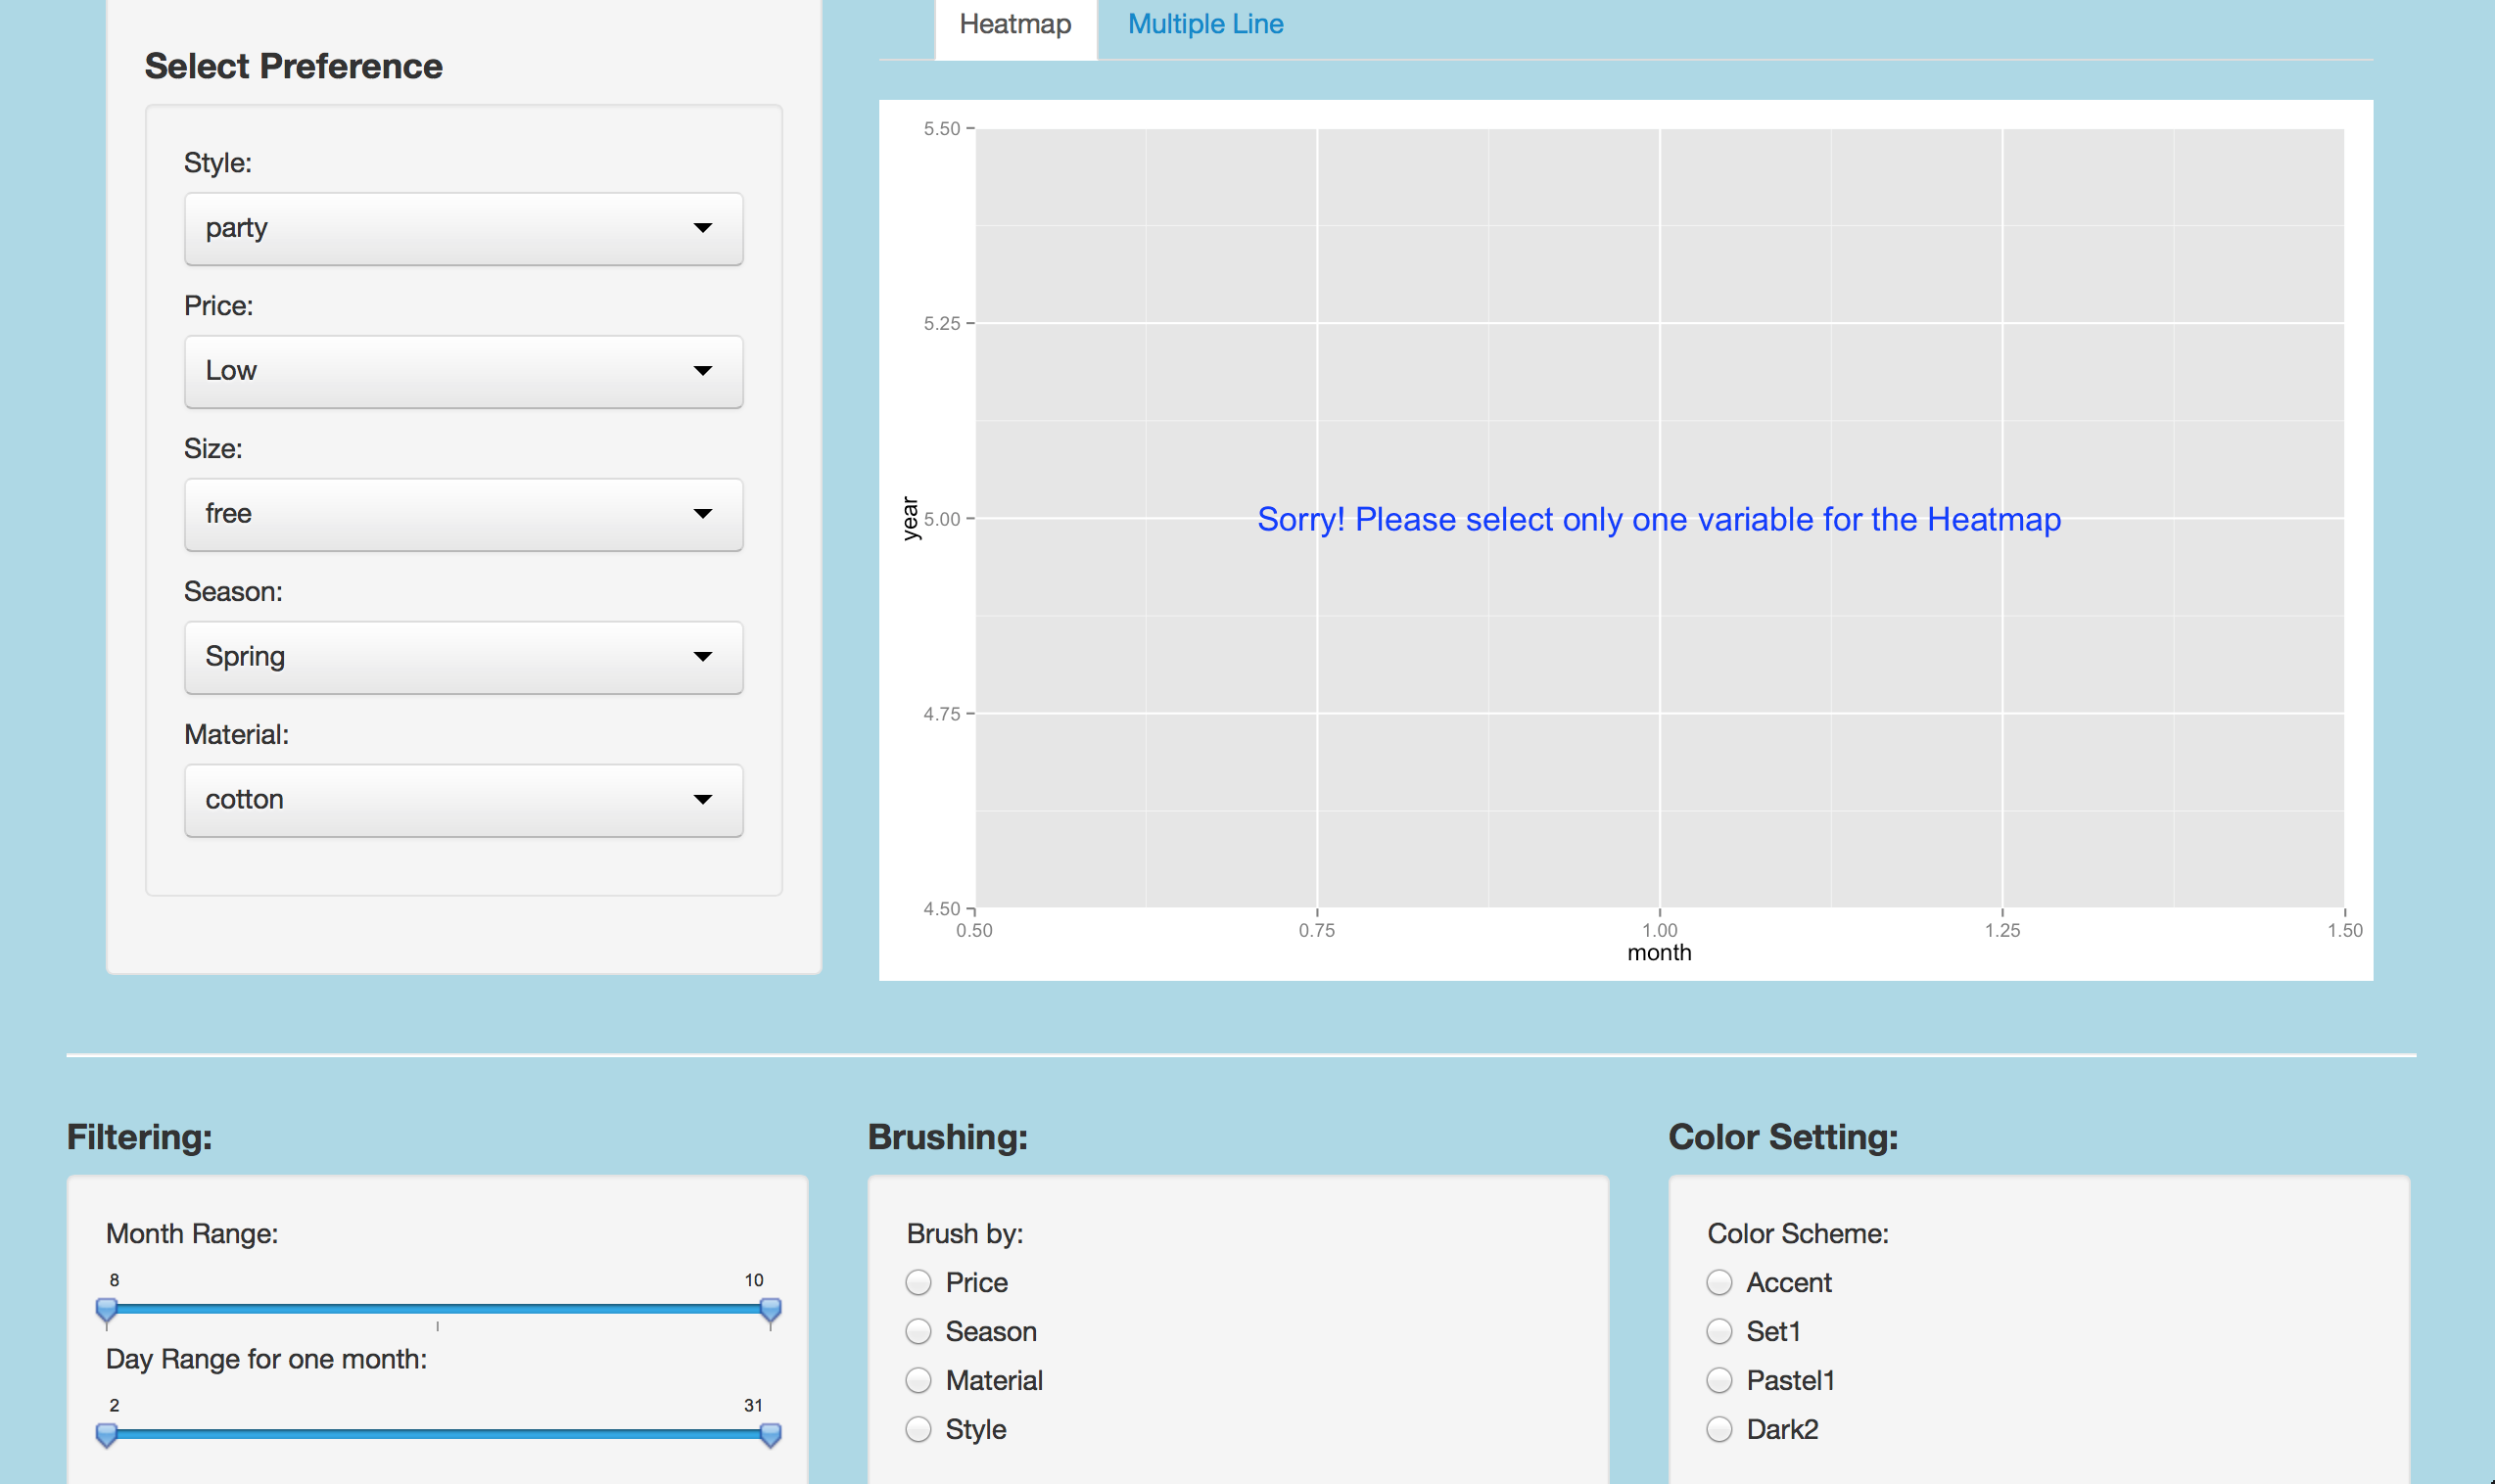 Select Preference
Style:
party
Price:
Low
Size:
free
Season:
Spring
Material:
cotton
Heatmap
Multiple Line
5.50
5.25
5.00
4.75
4.50
year
Sorry! Please select only one variable for the Heatmap
0.50
0.75
1.00
1.25
1.50
month
Filtering:
Month Range:
8
10
Day Range for one month:
2
31
Brushing:
Brush by:
Price
Season
Material
Style
Color Setting:
Color Scheme:
Accent
Set1
Pastel1
Dark2